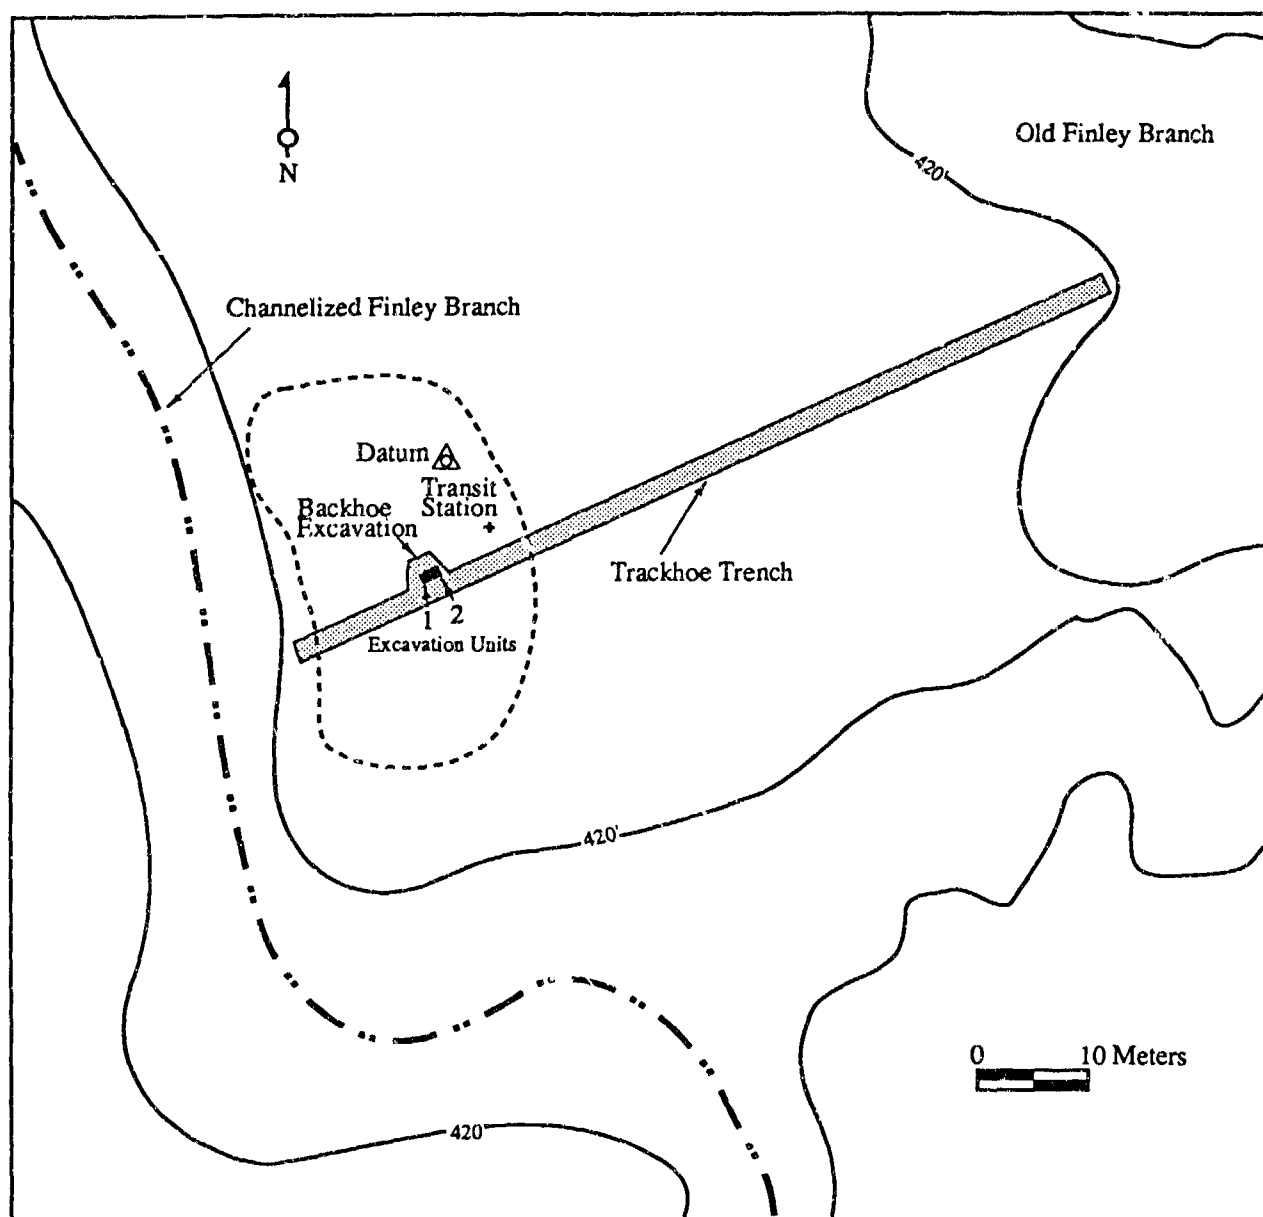 Old Finley Branch
420'
N
Channelized Finley Branch
Datum
Transit
Station
Backhoe
Excavation
Trackhoe Trench
1 2
Excavation Units
420'
0 10 Meters
420